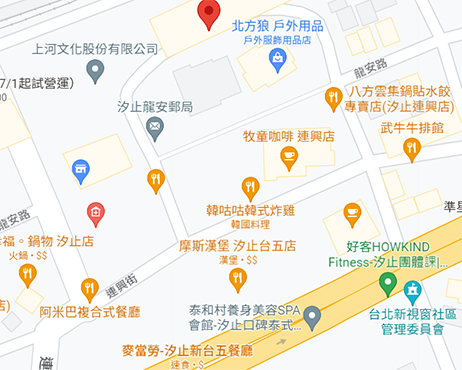 北方狼 戶外用品
戶外服飾用品店
上河文化股份有限公司
龍安路
7/1起試營運)
00
八方雲集鍋貼水餃
專賣店(汐止連興店)
汐止龍安郵局
武牛牛排館
牧童咖啡 連興店
韓咕咕韓式炸雞
韓國料理
準星
龍安路
幸福。鍋物 汐止店
火鍋·$$
摩斯漢堡 汐止台五店
漢堡·$$
好客HOWKIND
Fitness-汐止團體課|...
連興街
店)
阿米巴複合式餐廳
泰和村養身美容SPA
會館-汐止口碑泰式...
台北新視窗社區
管理委員會
麥當勞-汐止新台五餐廳
速食·$
連